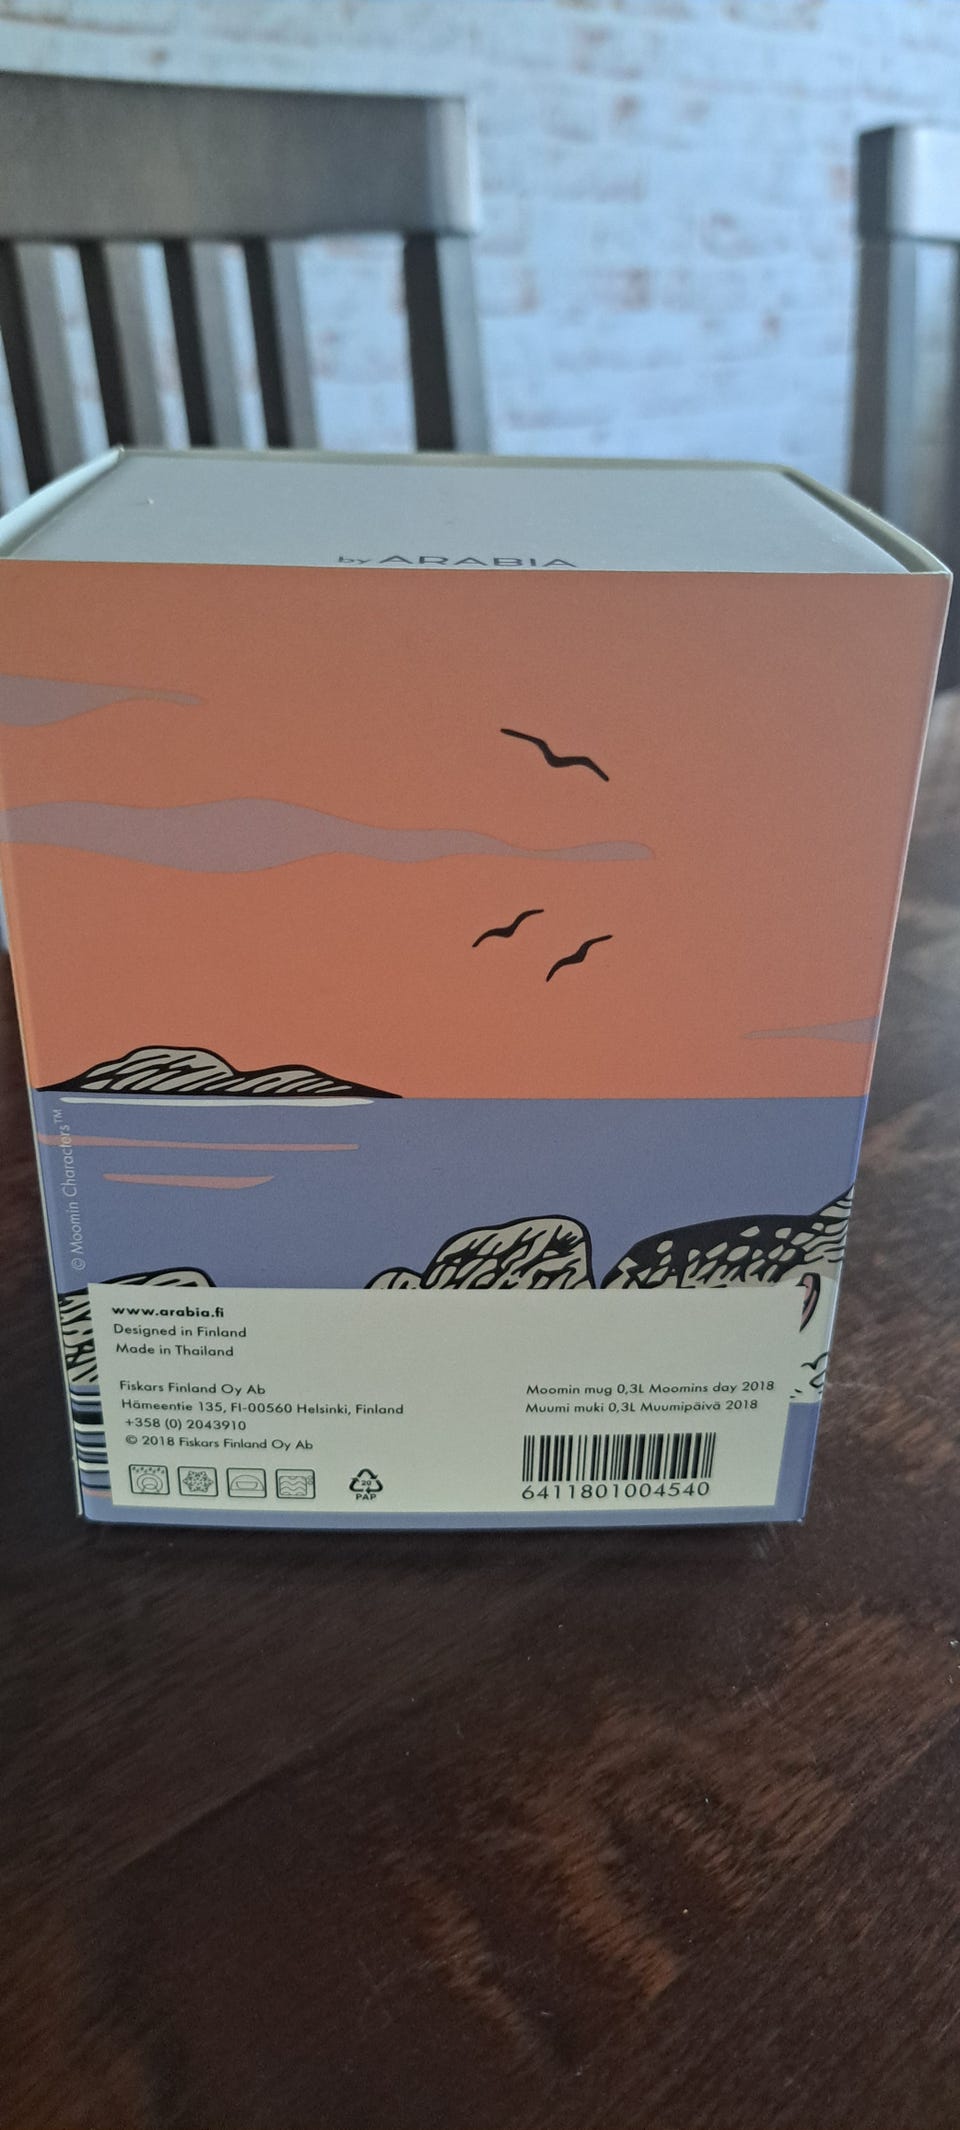 by ARABIA
© Moomin Characters™
www.arabia.fi
Designed in Finland
Made in Thailand
Fiskars Finland Oy Ab
Hämeentie 135, FI-00560 Helsinki, Finland
+358 (0) 2043910
© 2018 Fiskars Finland Oy Ab
20
PAP
Moomin mug 0,3L Moomins day 2018
Muumi muki 0,3L Muumipäivä 2018
6411801004540